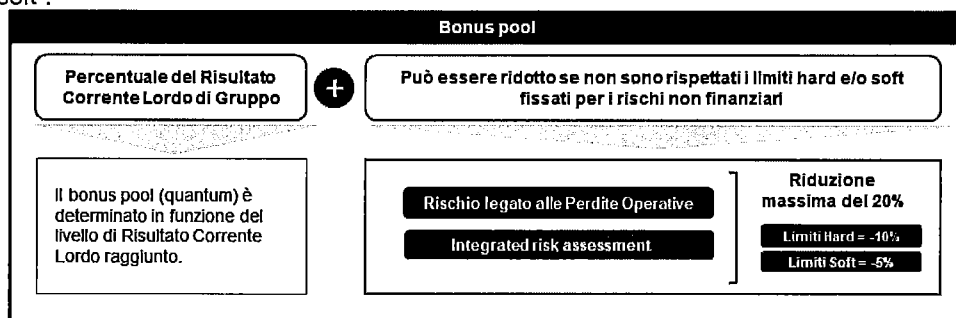 soft".
Bonus pool
Percentuale del Risultato
Corrente Lordo di Gruppo
+
Può essere ridotto se non sono rispettati i limiti hard e/o soft
fissati per i rischi non finanziari
Il bonus pool (quantum) è
determinato in funzione del
livello di Risultato Corrente
Lordo raggiunto.
Rischio legato alle Perdite Operative
Integrated risk assessment
Riduzione
massima del 20%
Limiti Hard = -10%
Limiti Soft = -5%